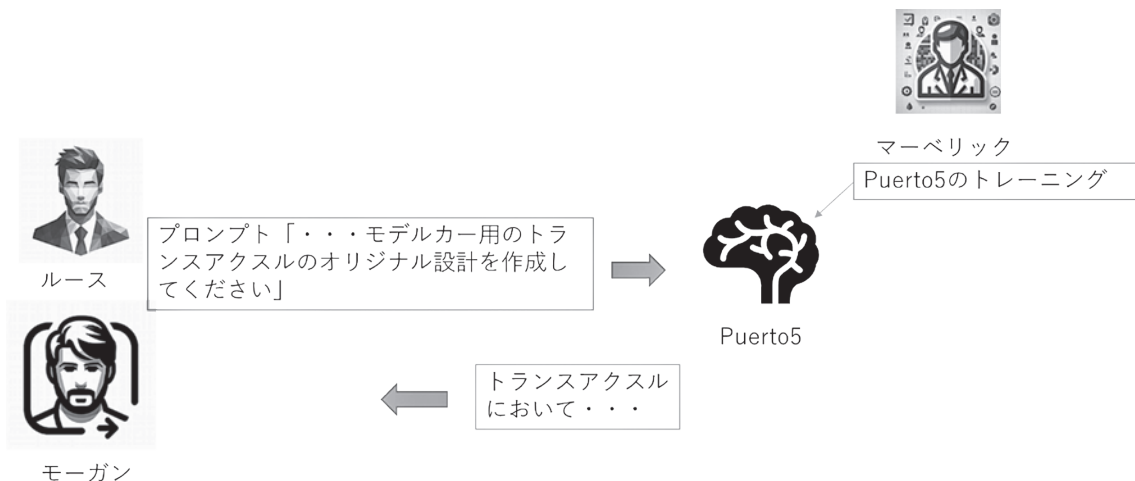 マーベリック
Puerto5のトレーニング
プロンプト「・・・モデルカー用のトラ
ンスアクスルのオリジナル設計を作成し
てください」
ルース
Puerto5
トランスアクスル
において・・・
モーガン